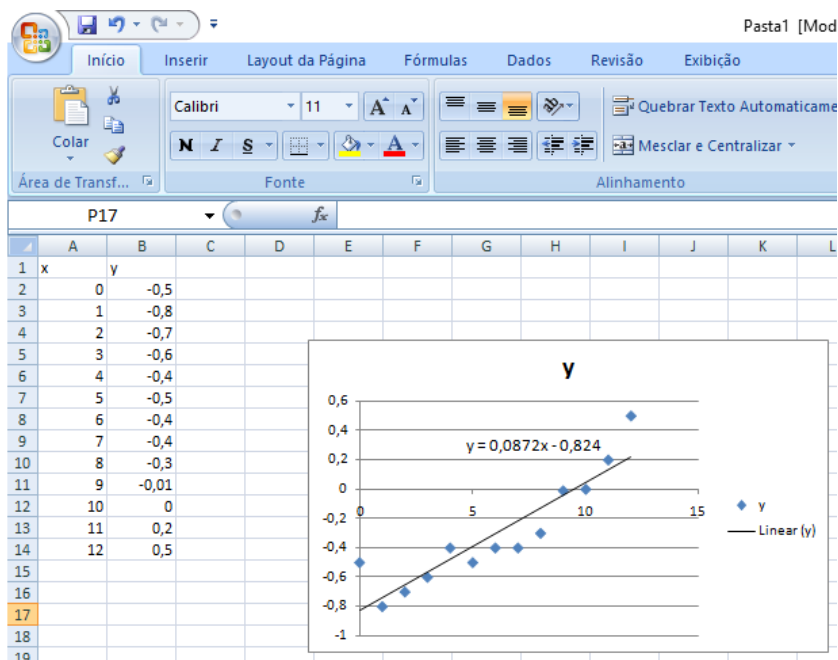 Pasta1 [Mod
Início Inserir Layout da Página Fórmulas Dados Revisão Exibição
Colar
Calibri 11 A A
N I S A
Quebrar Texto Automaticame
Mesclar e Centralizar
Área de Transf... Fonte Alinhamento
P17 fx
A B C D E F G H I J K L
1 x y
2 0 -0,5
3 1 -0,8
4 2 -0,7
5 3 -0,6
6 4 -0,4
7 5 -0,5
8 6 -0,4
9 7 -0,4
10 8 -0,3
11 9 -0,01
12 10 0
13 11 0,2
14 12 0,5
15
16
17
18
19
y
0,6
0,4
y = 0,0872x - 0,824
0,2
0
0 5 10 15
-0,2
-0,4
-0,6
-0,8
-1
y
Linear (y)